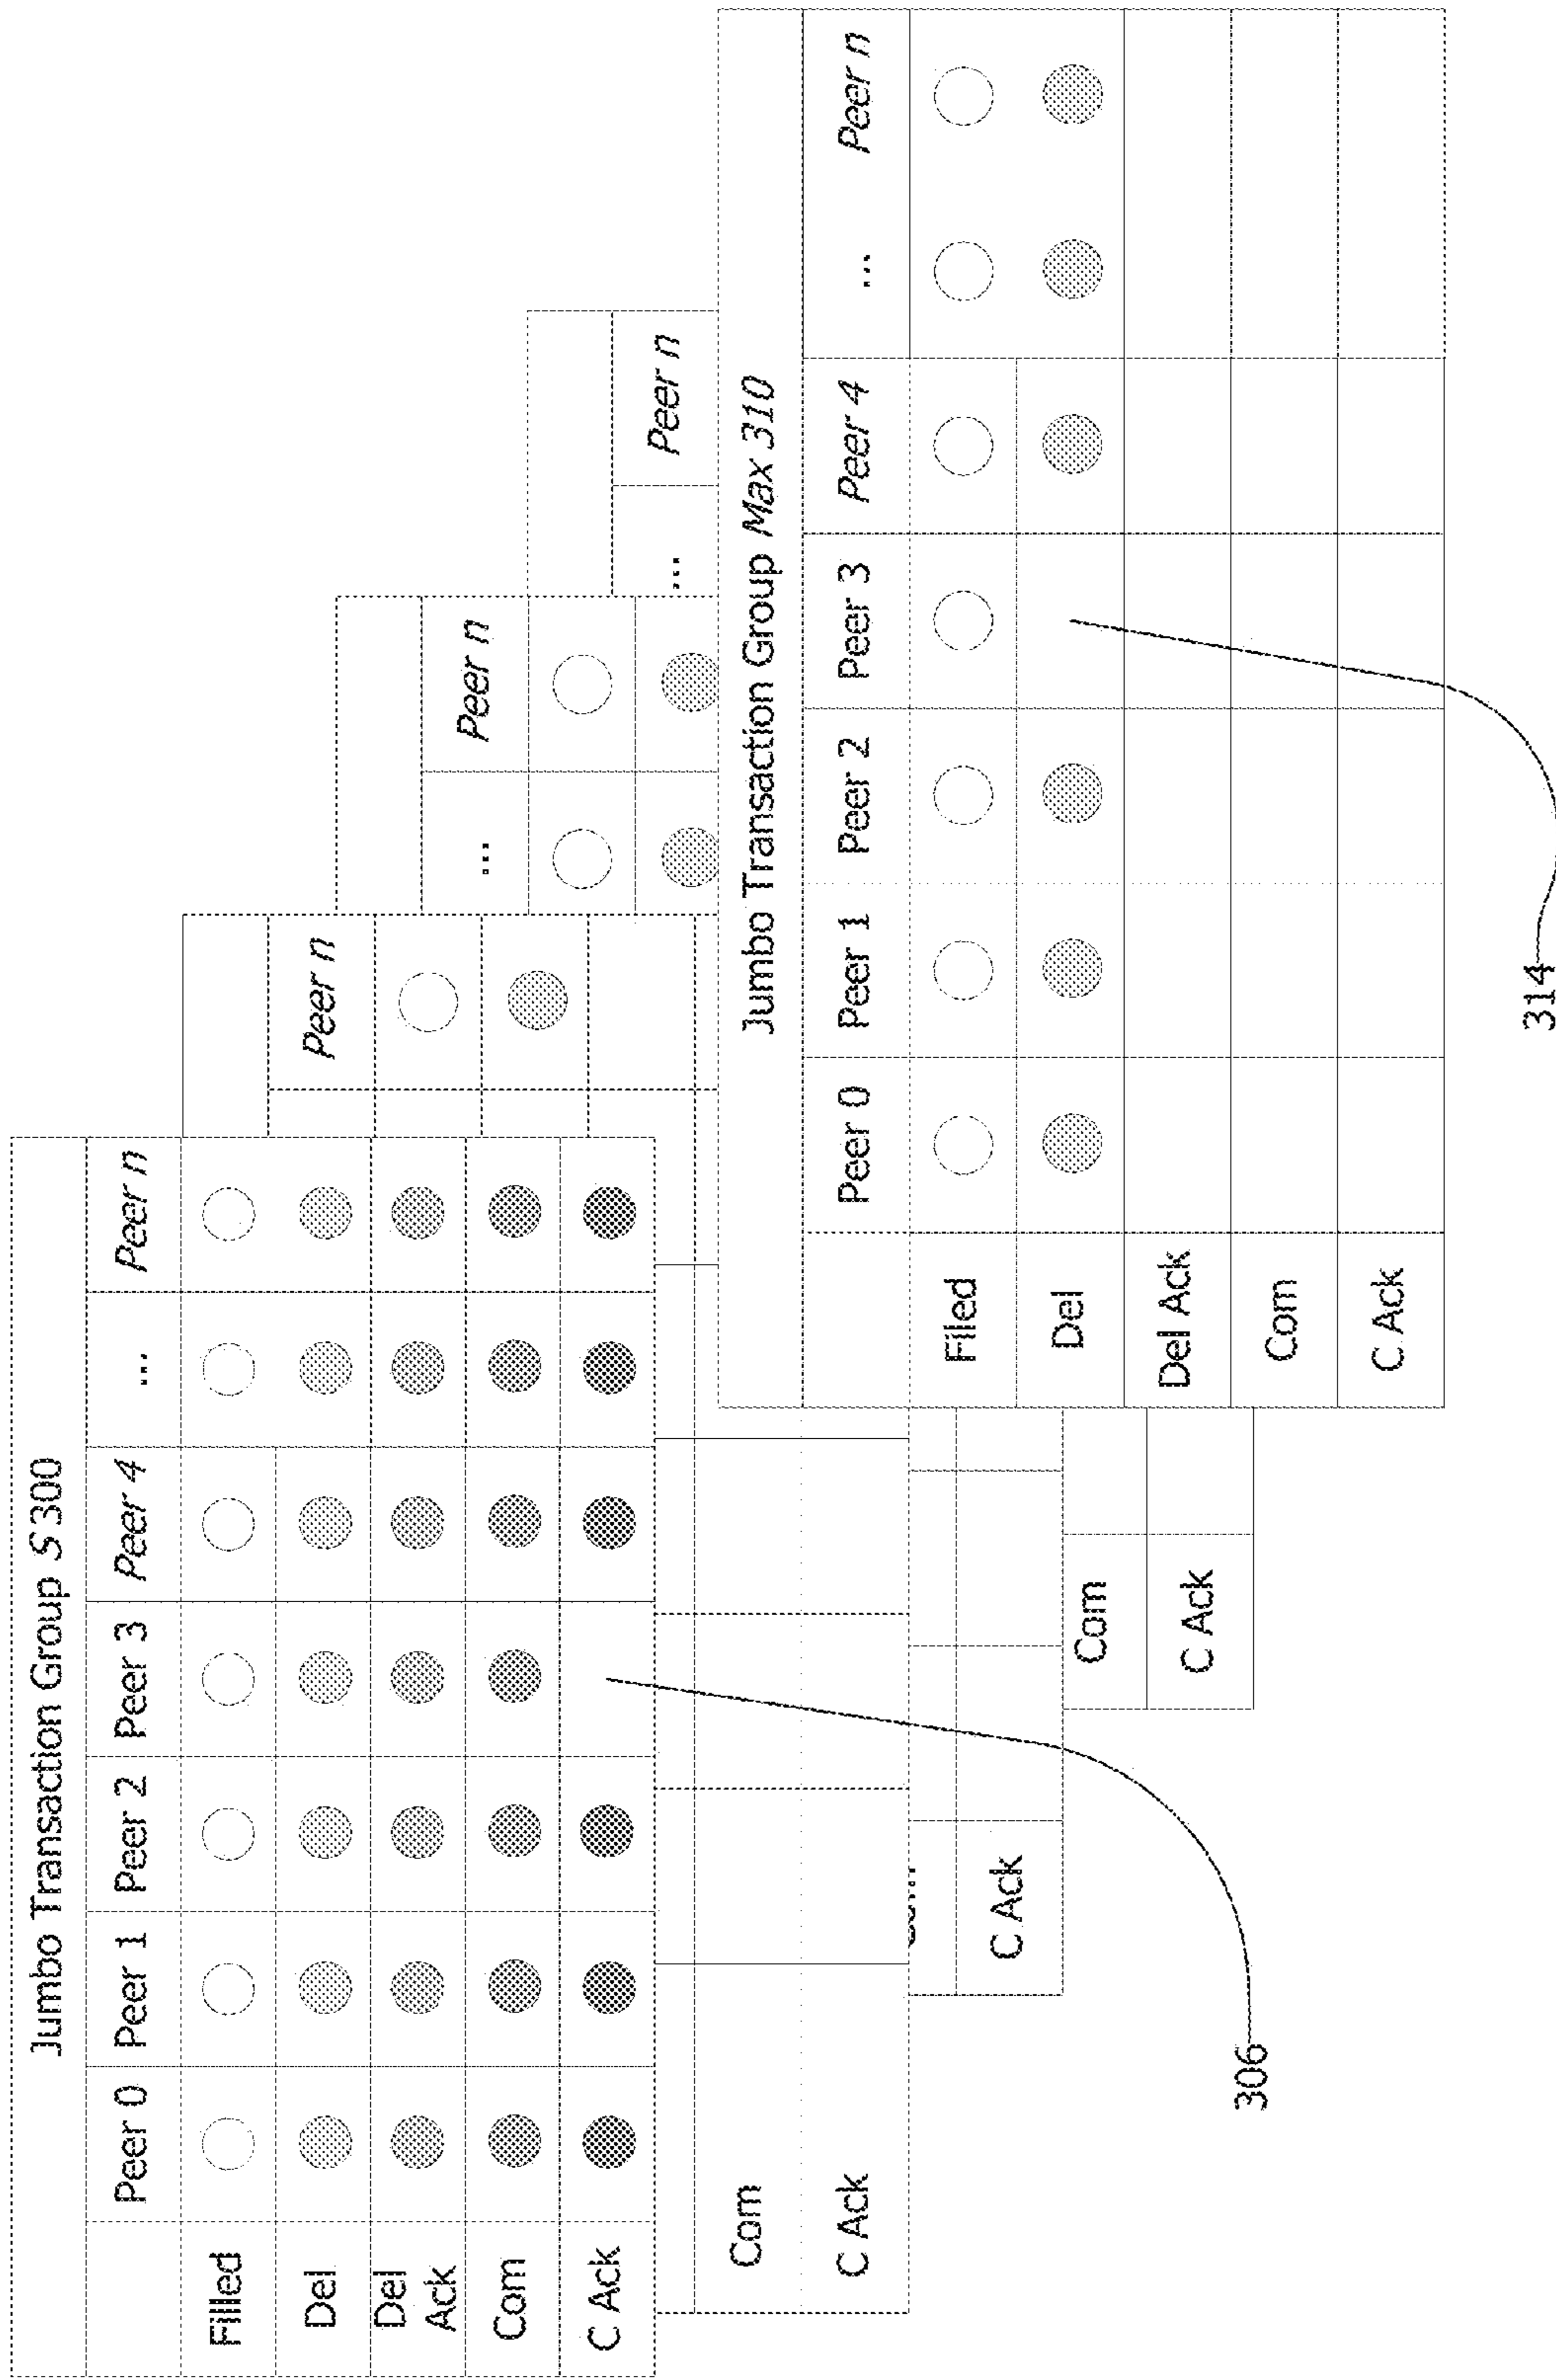 Jumbo Transaction Group S 300
Peer 0 Peer 1 Peer 2 Peer 3 Peer 4 ... Peer n
Filled
Del
Del
Ack
Com
C Ack
306
Peer n
Com
C Ack
... Peer n
C Ack
... Peer n
Com
C Ack
Jumbo Transaction Group Max 310
Peer 0 Peer 1 Peer 2 Peer 3 Peer 4 ... Peer n
Filed
Del
Del Ack
Com
C Ack
314